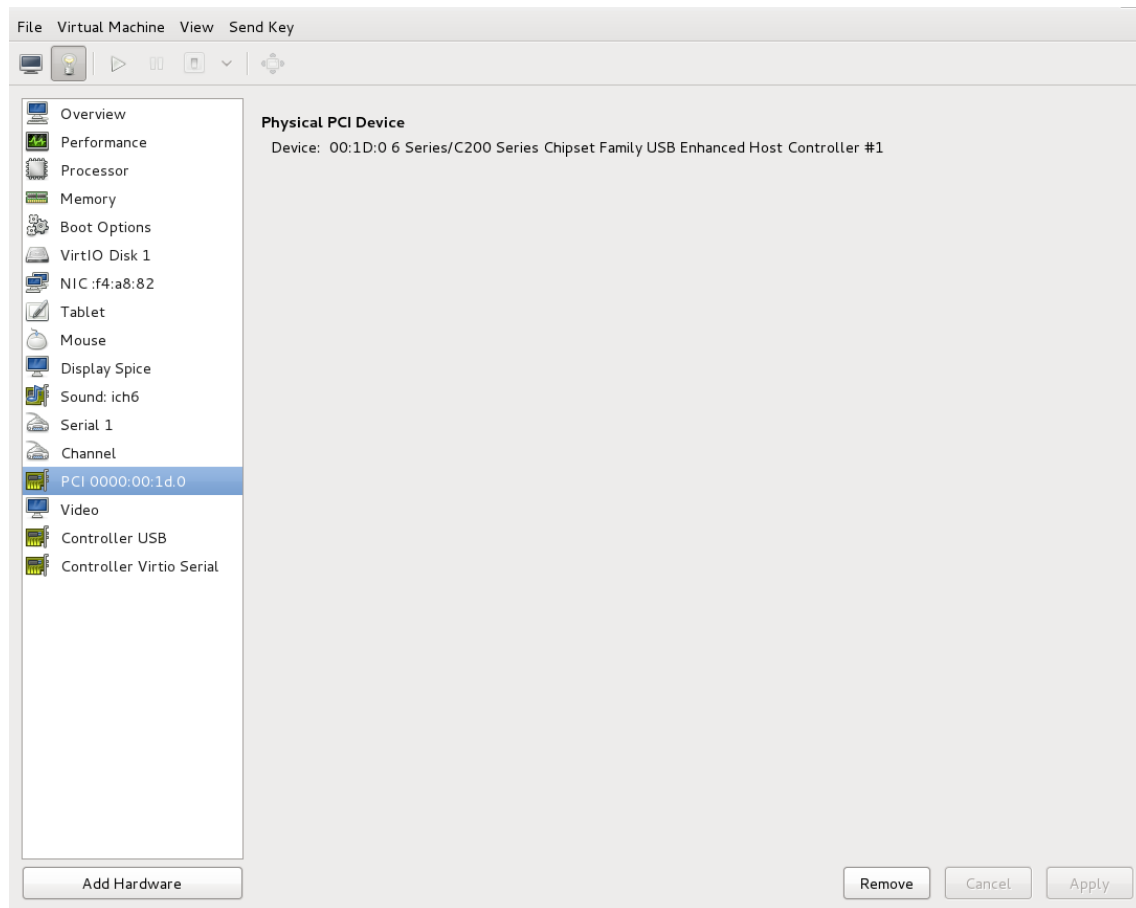 File Virtual Machine View Send Key
Overview
Performance
Processor
Memory
Boot Options
VirtIO Disk 1
NIC :f4:a8:82
Tablet
Mouse
Display Spice
Sound: ich6
Serial 1
Channel
PCI 0000:00:1d.0
Video
Controller USB
Controller Virtio Serial
Add Hardware
Physical PCI Device
Device: 00:1D:0 6 Series/C200 Series Chipset Family USB Enhanced Host Controller #1
Remove Cancel Apply